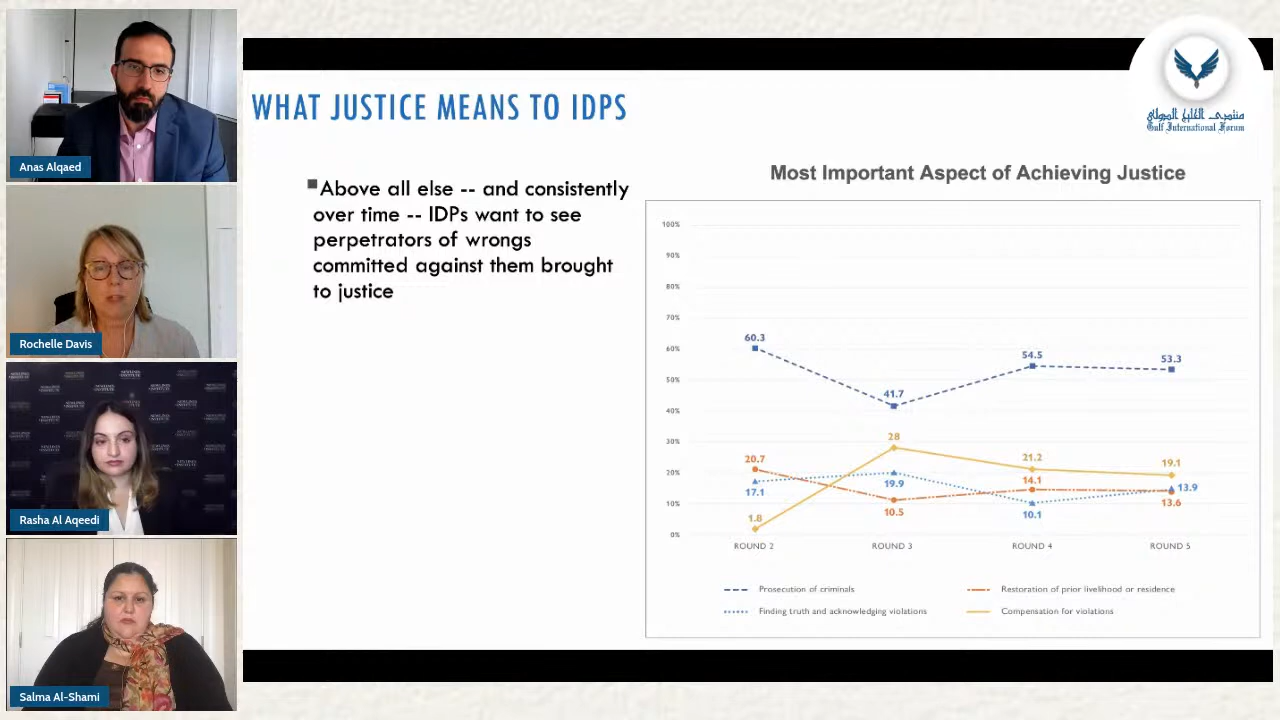 Anas Alqaed
Rochelle Davis
NEWLINES INSTITUTE
Rasha Al Aqeedi
Salma Al-Shami
منتدى الخليج الدولي
Gulf International Forum
WHAT JUSTICE MEANS TO IDPS
Above all else -- and consistently
over time -- IDPs want to see
perpetrators of wrongs
committed against them brought
to justice
Most Important Aspect of Achieving Justice
100%
90%
80%
70%
60%
50%
40%
30%
20%
10%
0%
60.3
41.7
54.5
53.3
28
21.2
19.1
20.7
17.1
1.8
19.9
10.5
14.1
10.1
13.9
13.6
ROUND 2 ROUND 3 ROUND 4 ROUND 5
Prosecution of criminals
Restoration of prior livelihood or residence
Finding truth and acknowledging violations
Compensation for violations